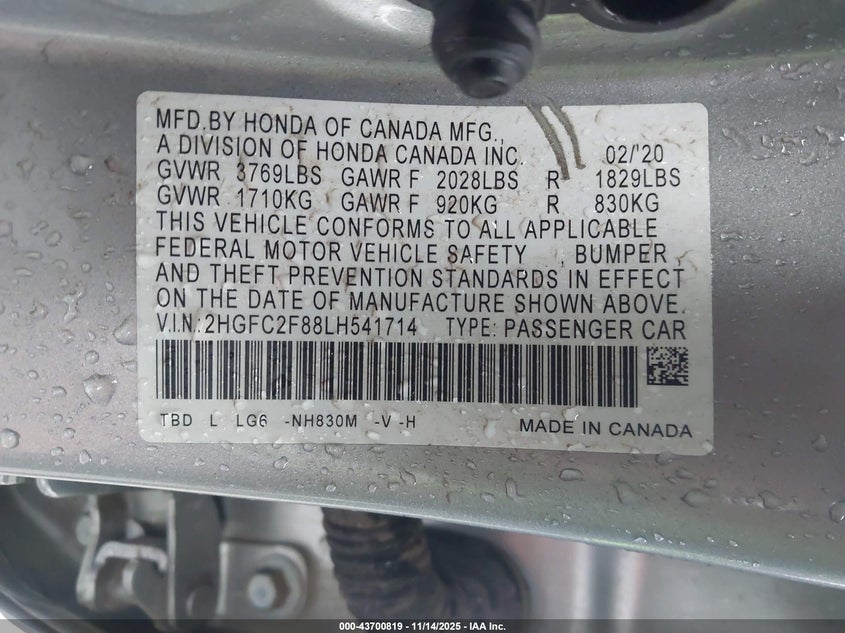 MFD.BY HONDA OF CANADA MFG.,
A DIVISION OF HONDA CANADA INC. 02/'20
GVWR 3769LBS GAWR F 2028LBS R 1829LBS
GVWR 1710KG GAWR F 920KG R 830KG
THIS VEHICLE CONFORMS TO ALL APPLICABLE
FEDERAL MOTOR VEHICLE SAFETY , BUMPER ,
AND THEFT PREVENTION STANDARDS IN EFFECT
ON THE DATE OF MANUFACTURE SHOWN ABOVE.
V.I.N.:2HGFC2F88LH541714 TYPE: PASSENGER CAR
TBD L LG6 -NH830M -V -H MADE IN CANADA
000-43700819 - 11/14/2025 - IAA Inc.